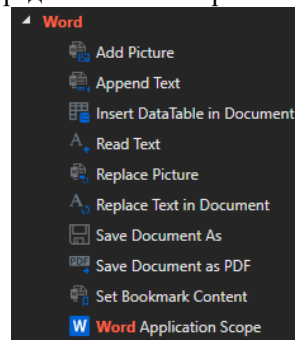 Word
Add Picture
Append Text
Insert DataTable in Document
Read Text
Replace Picture
Replace Text in Document
Save Document As
PDF Save Document as PDF
Set Bookmark Content
W Word Application Scope